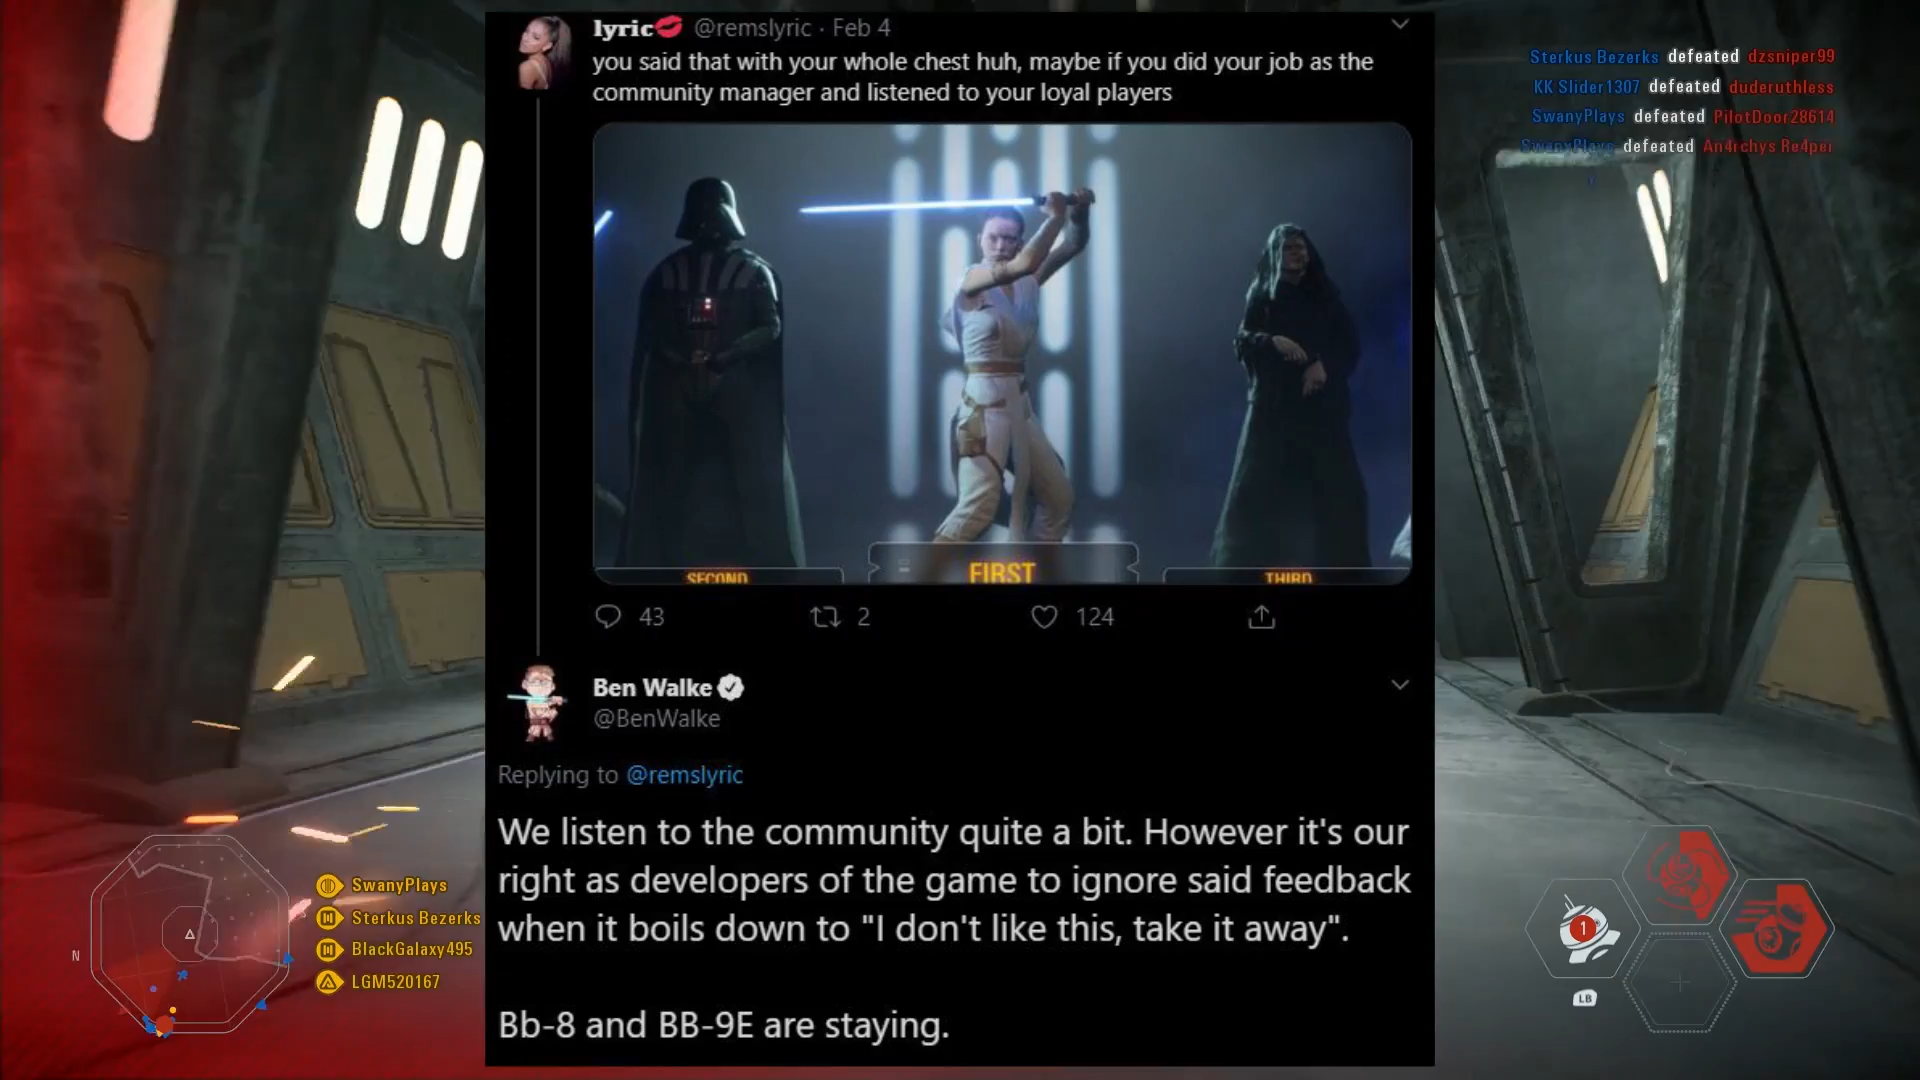 lyric💋 @remslyric · Feb 4
you said that with your whole chest huh, maybe if you did your job as the
community manager and listened to your loyal players
SECOND
FIRST
THIRD
43
2
124
Ben Walke
@BenWalke
Replying to @remslyric
We listen to the community quite a bit. However it's our
right as developers of the game to ignore said feedback
when it boils down to "I don't like this, take it away".
Bb-8 and BB-9E are staying.
Sterkus Bezerks defeated dzsniper99
KK Slider1307 defeated duderuthless
SwanyPlays defeated PilotDoor28614
SwanyPlays defeated An4rchys Re4per
N
SwanyPlays
Sterkus Bezerks
BlackGalaxy495
LGM520167
1
LB